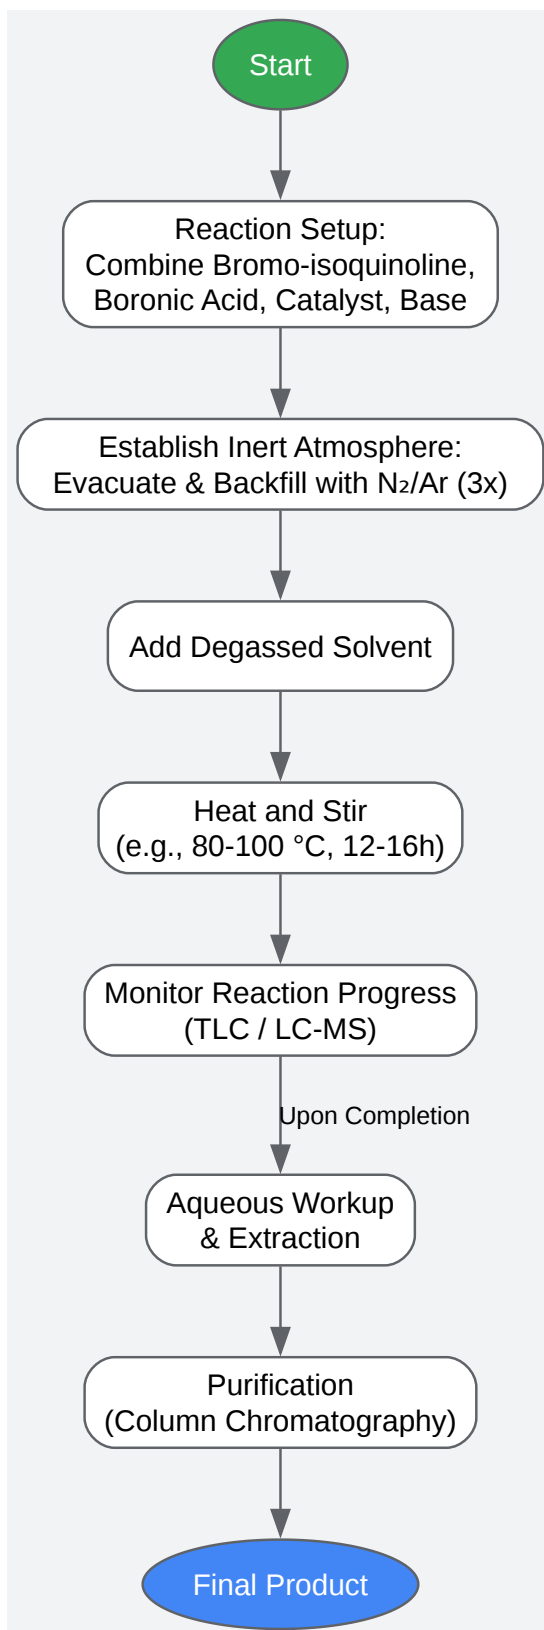 Start
Reaction Setup:
Combine Bromo-isoquinoline,
Boronic Acid, Catalyst, Base
Establish Inert Atmosphere:
Evacuate & Backfill with N₂/Ar (3x)
Add Degassed Solvent
Heat and Stir
(e.g., 80-100 °C, 12-16h)
Monitor Reaction Progress
(TLC / LC-MS)
Upon Completion
Aqueous Workup
& Extraction
Purification
(Column Chromatography)
Final Product